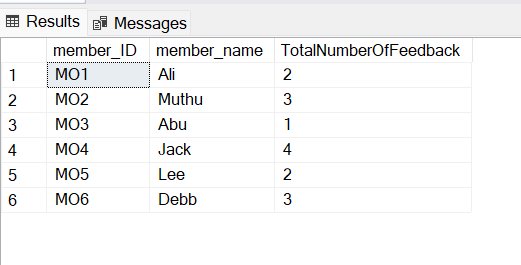 Results Messages
member_ID member_name TotalNumberOfFeedback
1 MO1 Ali 2
2 MO2 Muthu 3
3 MO3 Abu 1
4 MO4 Jack 4
5 MO5 Lee 2
6 MO6 Debb 3